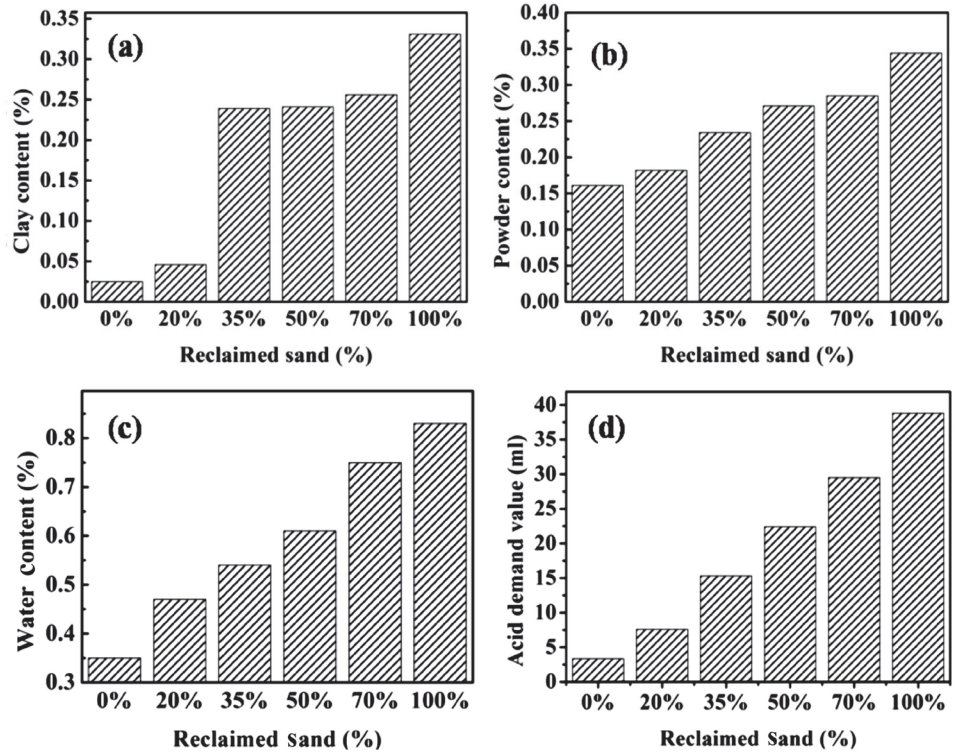 (a)
Clay content (%)
0.35
0.30
0.25
0.20
0.15
0.10
0.05
0.00
0% 20% 35% 50% 70% 100%
Reclaimed sand (%)
(b)
Powder content (%)
0.40
0.35
0.30
0.25
0.20
0.15
0.10
0.05
0.00
0% 20% 35% 50% 70% 100%
Reclaimed sand (%)
(c)
Water content (%)
0.8
0.7
0.6
0.5
0.4
0.3
0% 20% 35% 50% 70% 100%
Reclaimed sand (%)
(d)
Acid demand value (ml)
40
35
30
25
20
15
10
5
0
0% 20% 35% 50% 70% 100%
Reclaimed sand (%)